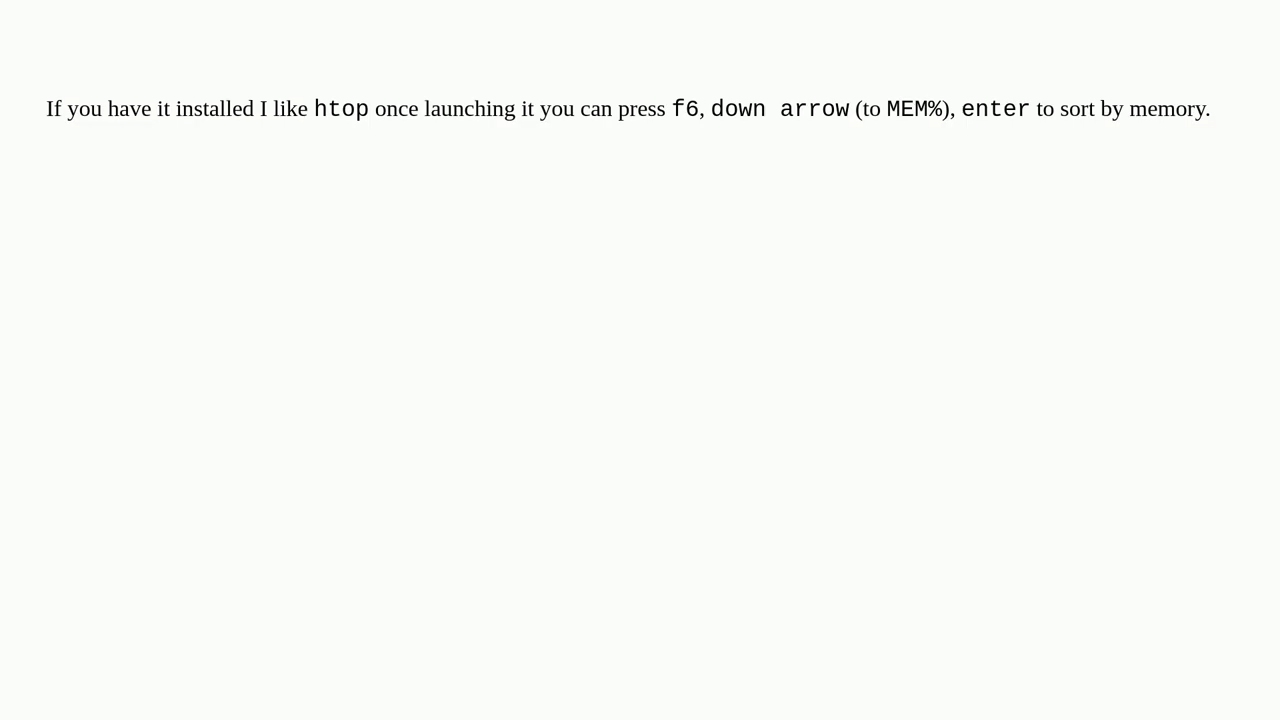 If you have it installed I like htop once launching it you can press f6, down arrow (to MEM%), enter to sort by memory.